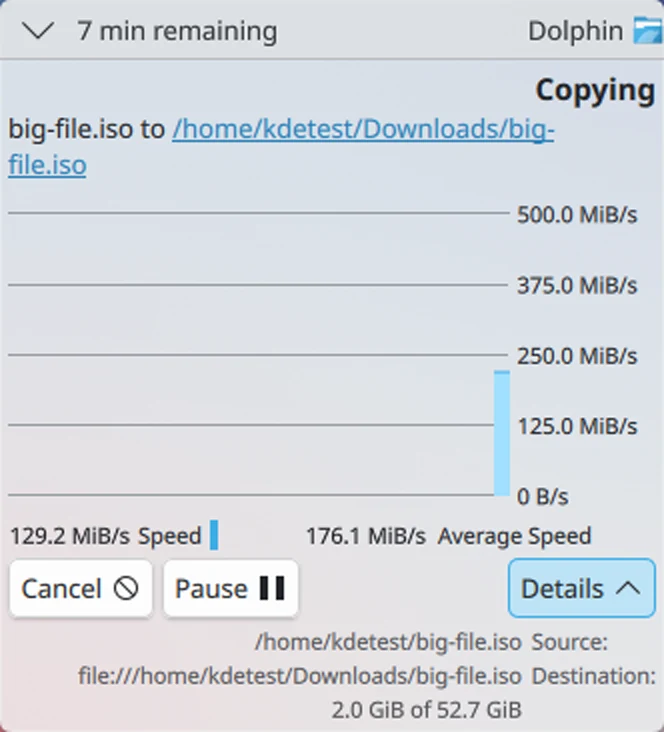 7 min remaining Dolphin
Copying
big-file.iso to /home/kdetest/Downloads/big-
file.iso
500.0 MiB/s
375.0 MiB/s
250.0 MiB/s
125.0 MiB/s
0 B/s
129.2 MiB/s Speed 176.1 MiB/s Average Speed
Cancel Pause Details
/home/kdetest/big-file.iso Source:
file:///home/kdetest/Downloads/big-file.iso Destination:
2.0 GiB of 52.7 GiB